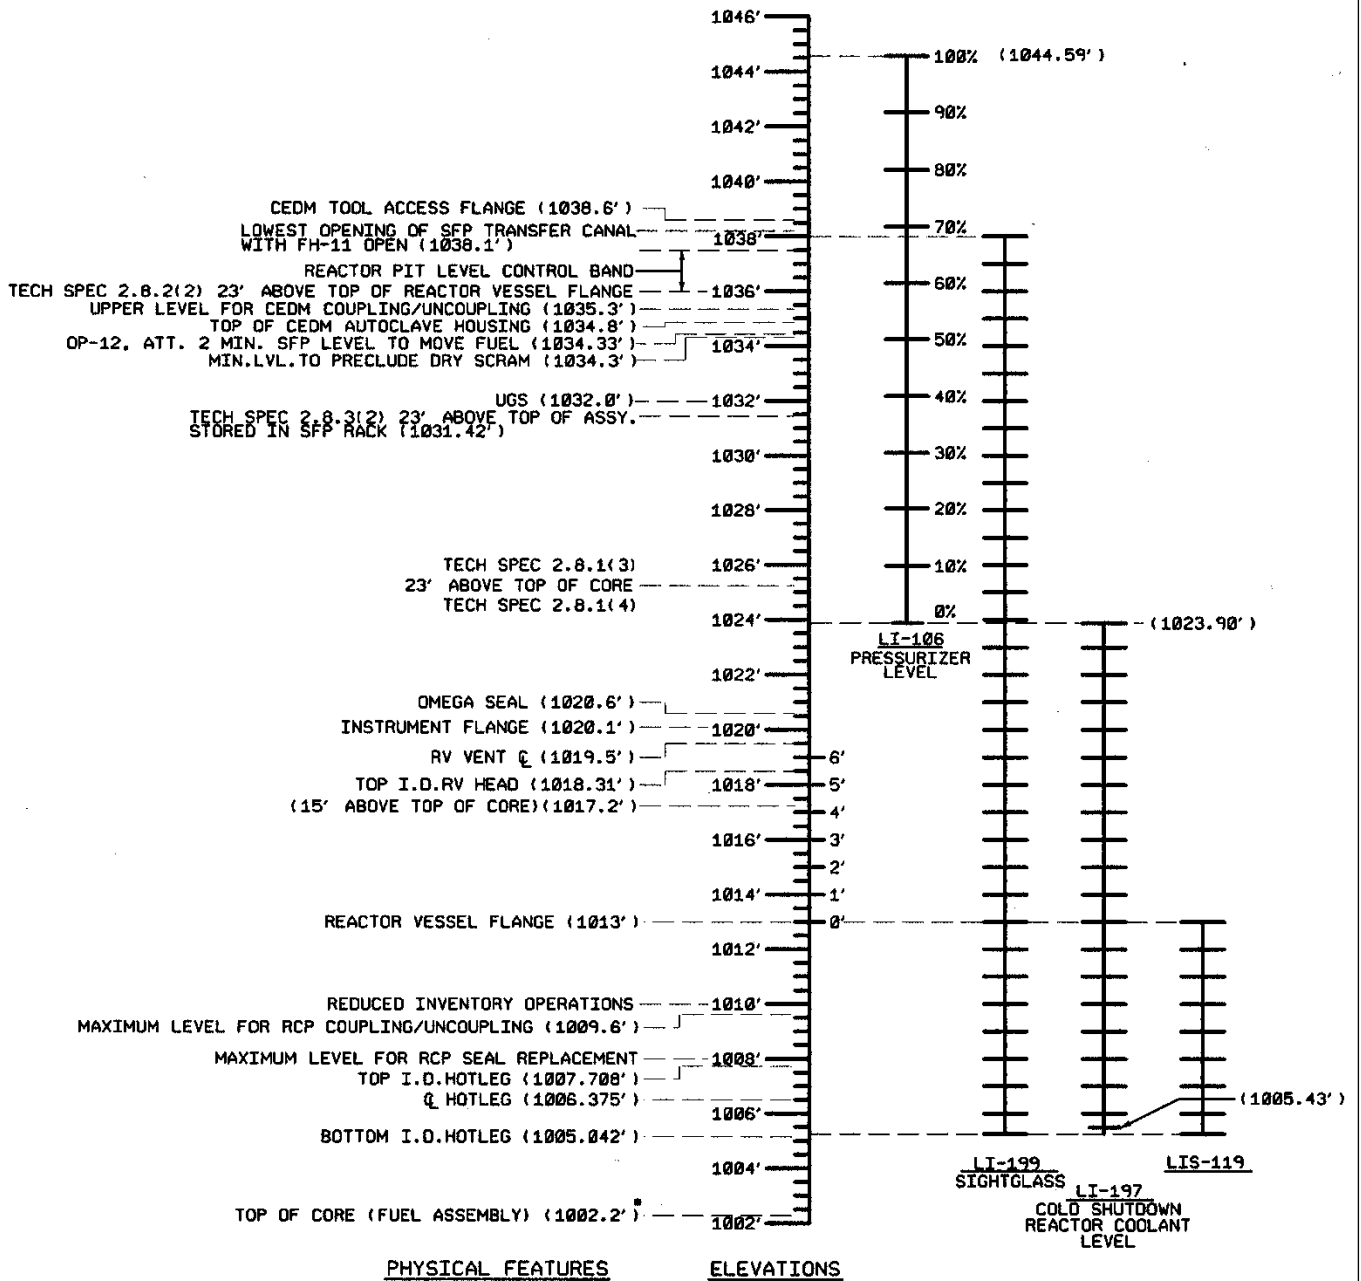 1046'
100% (1044.59')
1044'
90%
1042'
80%
1040'
CEDM TOOL ACCESS FLANGE (1038.6')
70%
LOWEST OPENING OF SFP TRANSFER CANAL
WITH FH-11 OPEN (1038.1')
1038'
REACTOR PIT LEVEL CONTROL BAND
60%
TECH SPEC 2.8.2(2) 23' ABOVE TOP OF REACTOR VESSEL FLANGE
1036'
UPPER LEVEL FOR CEDM COUPLING/UNCOUPLING (1035.3')
TOP OF CEDM AUTOCLAVE HOUSING (1034.8')
50%
OP-12, ATT. 2 MIN. SFP LEVEL TO MOVE FUEL (1034.33')
1034'
MIN.LVL.TO PRECLUDE DRY SCRAM (1034.3')
40%
UGS (1032.0')
1032'
TECH SPEC 2.8.3(2) 23' ABOVE TOP OF ASSY.
STORED IN SFP RACK (1031.42')
1030'
30%
1028'
20%
TECH SPEC 2.8.1(3)
1026'
10%
23' ABOVE TOP OF CORE
TECH SPEC 2.8.1(4)
0%
1024'
(1023.90')
LI-106
PRESSURIZER
LEVEL
1022'
OMEGA SEAL (1020.6')
INSTRUMENT FLANGE (1020.1')
1020'
RV VENT ℄ (1019.5')
6'
TOP I.D.RV HEAD (1018.31')
1018'
5'
(15' ABOVE TOP OF CORE)(1017.2')
4'
1016'
3'
2'
1014'
1'
REACTOR VESSEL FLANGE (1013')
0'
1012'
REDUCED INVENTORY OPERATIONS
1010'
MAXIMUM LEVEL FOR RCP COUPLING/UNCOUPLING (1009.6')
MAXIMUM LEVEL FOR RCP SEAL REPLACEMENT
1008'
TOP I.D.HOTLEG (1007.708')
℄ HOTLEG (1006.375')
(1005.43')
1006'
BOTTOM I.D.HOTLEG (1005.042')
1004'
LI-199
SIGHTGLASS
LIS-119
LI-197
COLD SHUTDOWN
REACTOR COOLANT
LEVEL
TOP OF CORE (FUEL ASSEMBLY) (1002.2')*
1002'
PHYSICAL FEATURES
ELEVATIONS